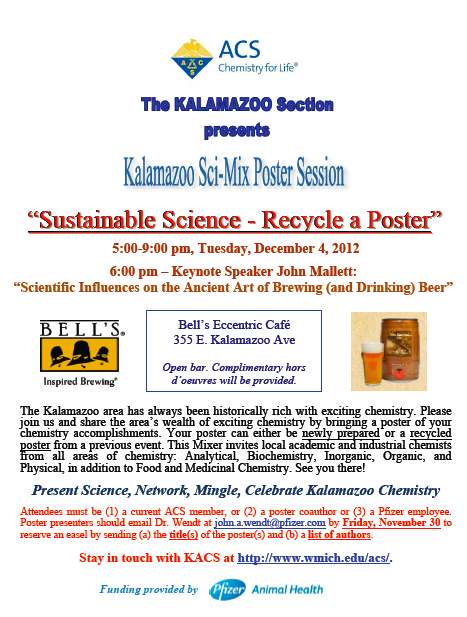 ACS
Chemistry for Life®
A C S
The KALAMAZOO Section
presents
Kalamazoo Sci-Mix Poster Session
“Sustainable Science - Recycle a Poster”
5:00-9:00 pm, Tuesday, December 4, 2012
6:00 pm – Keynote Speaker John Mallett:
“Scientific Influences on the Ancient Art of Brewing (and Drinking) Beer”
BELL'S®
Inspired Brewing®
Bell’s Eccentric Café
355 E. Kalamazoo Ave
Open bar. Complimentary hors
d’oeuvres will be provided.
The Kalamazoo area has always been historically rich with exciting chemistry. Please
join us and share the area’s wealth of exciting chemistry by bringing a poster of your
chemistry accomplishments. Your poster can either be newly prepared or a recycled
poster from a previous event. This Mixer invites local academic and industrial chemists
from all areas of chemistry: Analytical, Biochemistry, Inorganic, Organic, and
Physical, in addition to Food and Medicinal Chemistry. See you there!
Present Science, Network, Mingle, Celebrate Kalamazoo Chemistry
Attendees must be (1) a current ACS member, or (2) a poster coauthor or (3) a Pfizer employee.
Poster presenters should email Dr. Wendt at john.a.wendt@pfizer.com by Friday, November 30 to
reserve an easel by sending (a) the title(s) of the poster(s) and (b) a list of authors.
Stay in touch with KACS at http://www.wmich.edu/acs/.
Funding provided by Pfizer Animal Health